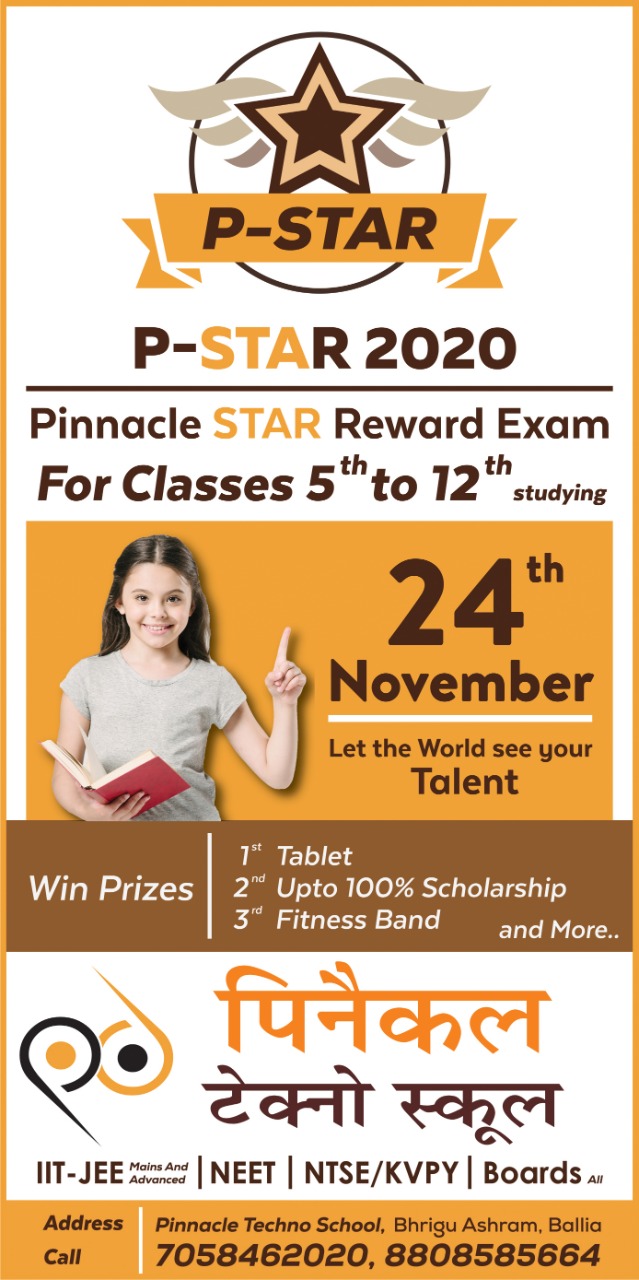 P-STAR
P-STAR 2020
Pinnacle STAR Reward Exam
For Classes 5th to 12th studying
24th
November
Let the World see your
Talent
Win Prizes
1st Tablet
2nd Upto 100% Scholarship
3rd Fitness Band
and More..
पिनैकल
टेक्नो स्कूल
IIT-JEE Mains And Advanced | NEET | NTSE/KVPY | Boards All
Address Pinnacle Techno School, Bhrigu Ashram, Ballia
Call 7058462020, 8808585664